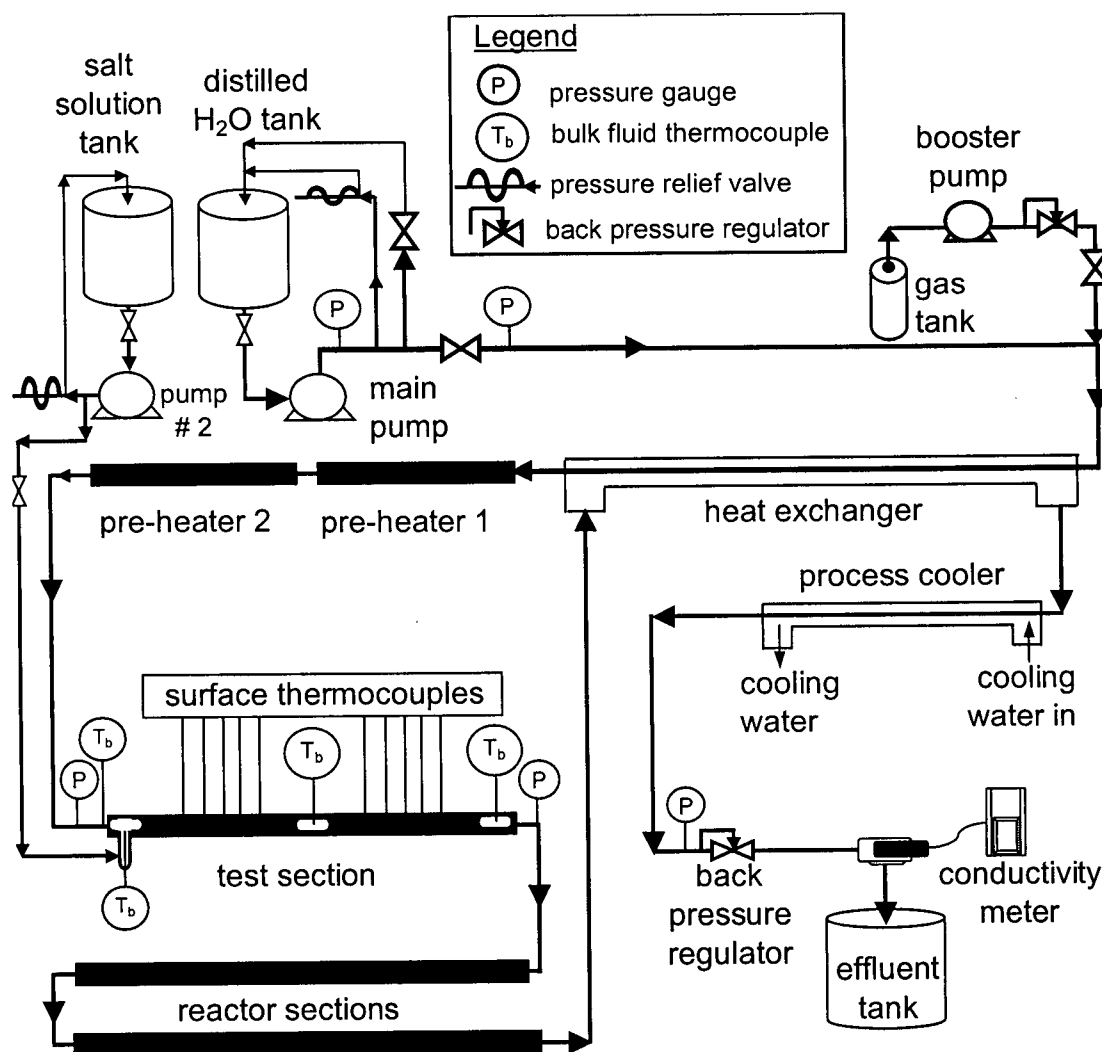 Legend
P
pressure gauge
Tb
bulk fluid thermocouple
pressure relief valve
back pressure regulator
salt
solution
tank
distilled
H₂O tank
booster
pump
gas
tank
P
P
pump
# 2
main
pump
pre-heater 2
pre-heater 1
heat exchanger
process cooler
cooling
water
cooling
water in
surface thermocouples
Tb
P
Tb
Tb
P
Tb
test section
P
back
pressure
regulator
conductivity
meter
effluent
tank
reactor sections